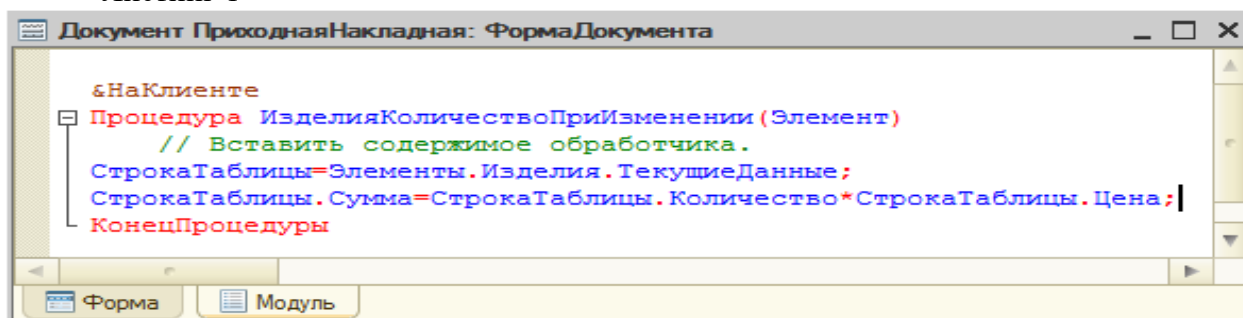 Документ ПриходнаяНакладная: ФормаДокумента
&НаКлиенте
Процедура ИзделияКоличествоПриИзменении(Элемент)
// Вставить содержимое обработчика.
СтрокаТаблицы=Элементы.Изделия.ТекущиеДанные;
СтрокаТаблицы.Сумма=СтрокаТаблицы.Количество*СтрокаТаблицы.Цена;
КонецПроцедуры
Форма Модуль